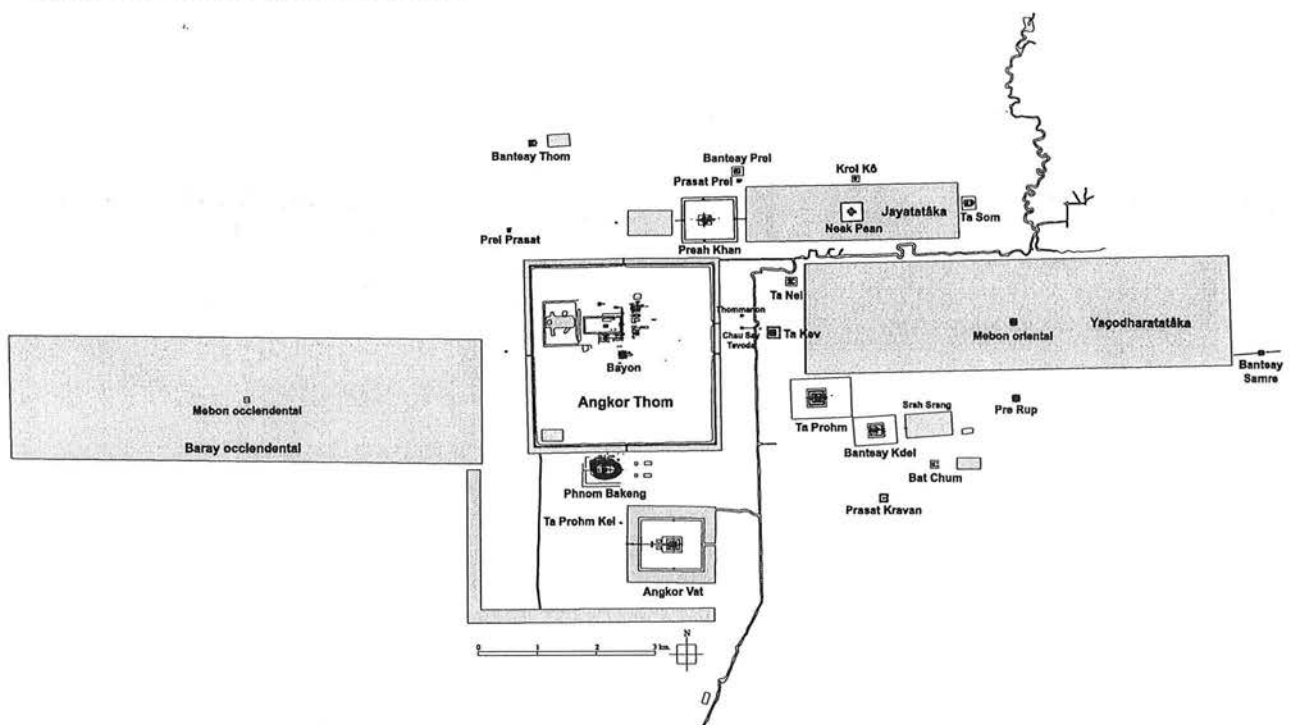 Banteay Thom
Banteay Prei
Prasat Prei
Krol Kô
Jayatatâka
Ta Som
Neak Pean
Prei Prasat
Preah Khan
Ta Nei
Thommanon
Chau Say
Tevoda
Ta Kev
Mebon oriental
Yaçodharatatâka
Banteay
Samre
Bayon
Angkor Thom
Mebon occiendental
Baray occiendental
Ta Prohm
Srah Srang
Pre Rup
Banteay Kdei
Bat Chum
Phnom Bakeng
Prasat Kravan
Ta Prohm Kel
Angkor Vat
N
0 1 2 3 km.